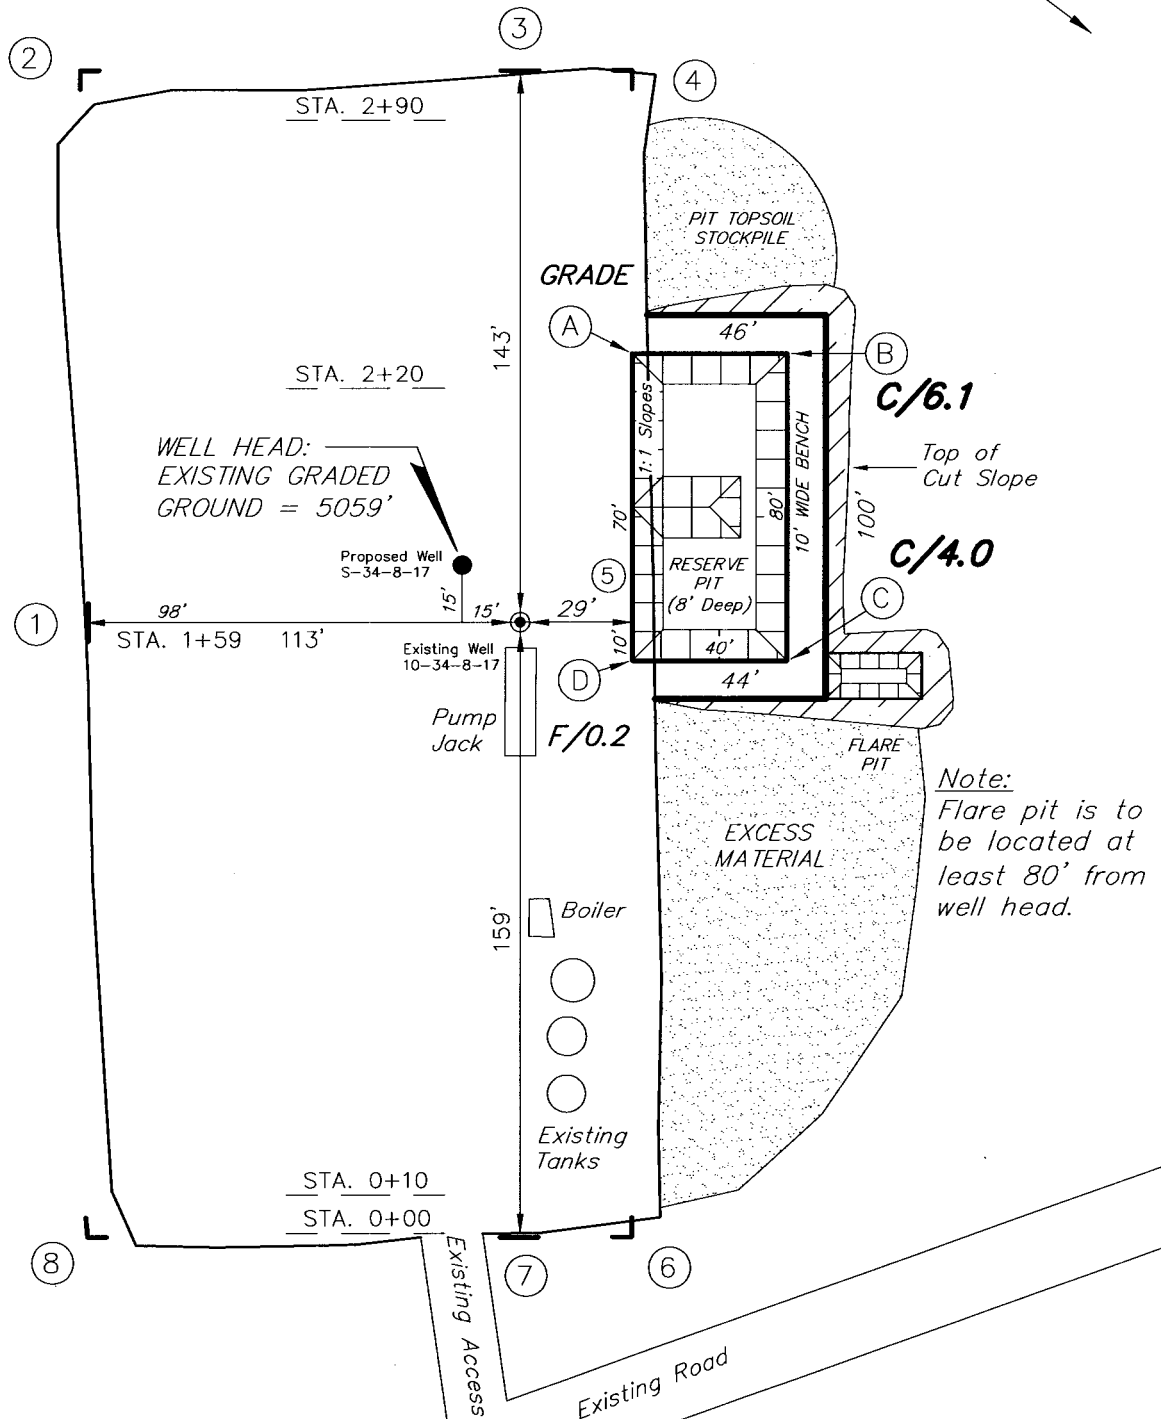 3
2
4
STA. 2+90
PIT TOPSOIL
STOCKPILE
GRADE
A
46'
B
143'
C/6.1
STA. 2+20
1:1 Slopes
10' WIDE BENCH
80'
70'
Top of
Cut Slope
100'
WELL HEAD:
EXISTING GRADED
GROUND = 5059'
C/4.0
Proposed Well
S-34-8-17
RESERVE
PIT
(8' Deep)
5
C
1
98'
15'
15'
29'
STA. 1+59
113'
10'
40'
Existing Well
10-34-8-17
D
44'
Pump
Jack
F/0.2
FLARE
PIT
Note:
Flare pit is to
be located at
least 80' from
well head.
EXCESS
MATERIAL
159'
Boiler
Existing
Tanks
STA. 0+10
STA. 0+00
8
7
6
Existing Access
Existing Road